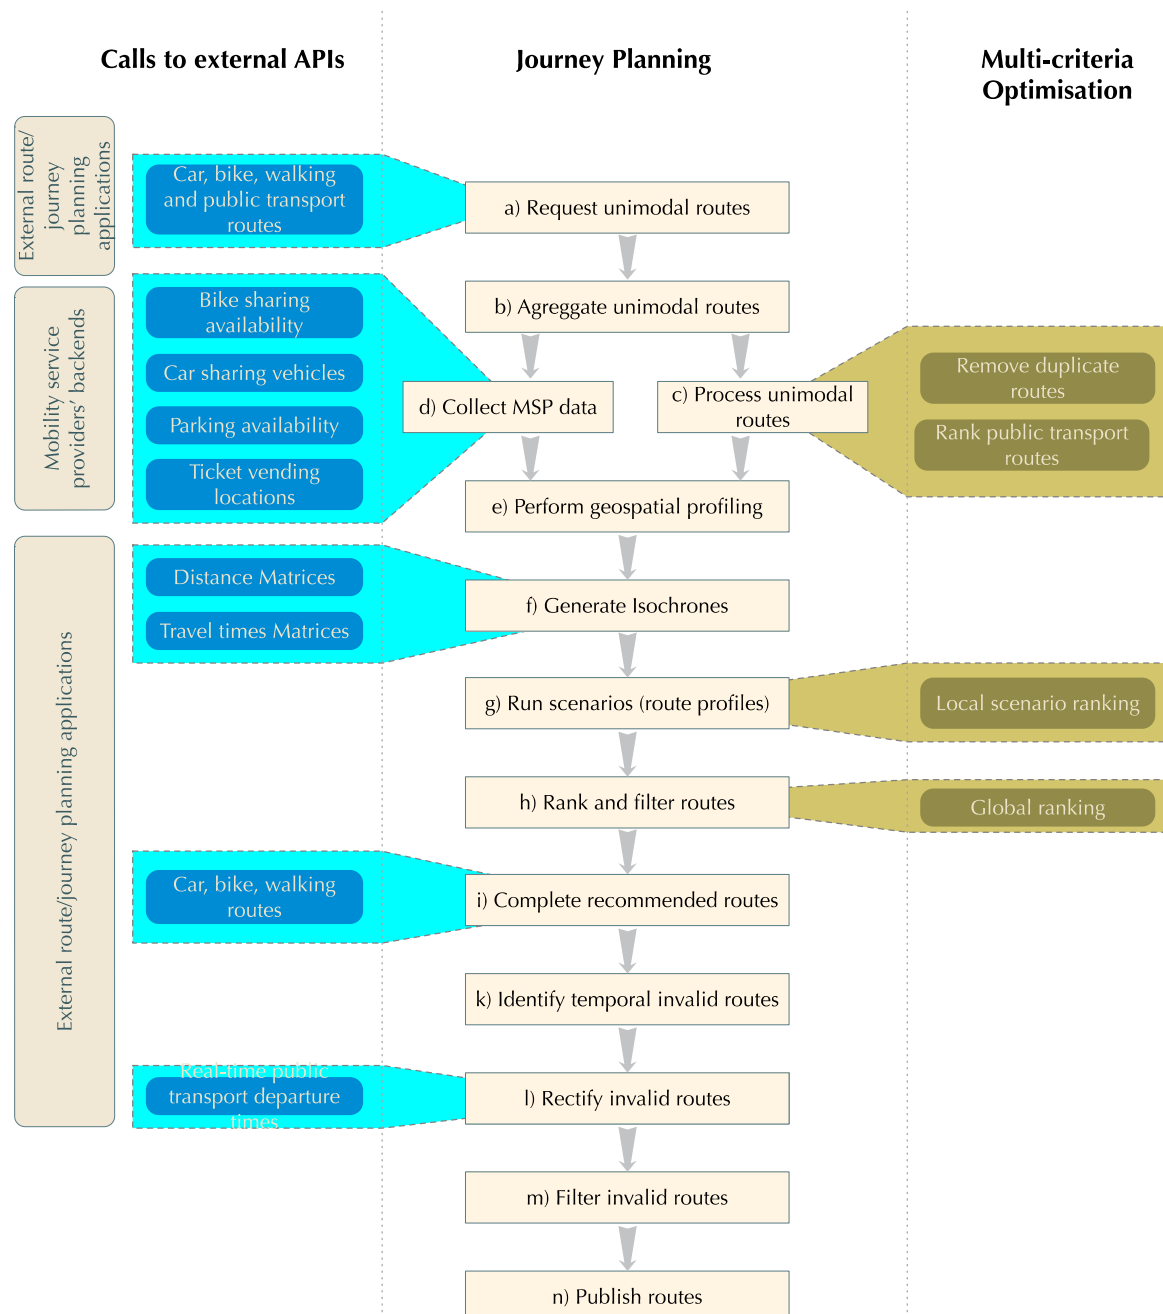 Calls to external APIs
Journey Planning
Multi-criteria
Optimisation
External route/
journey
planning
applications
Car, bike, walking
and public transport
routes
a) Request unimodal routes
Mobility service
providers’ backends
Bike sharing
availability
Car sharing vehicles
Parking availability
Ticket vending
locations
b) Agreggate unimodal routes
d) Collect MSP data
c) Process unimodal
routes
Remove duplicate
routes
Rank public transport
routes
e) Perform geospatial profiling
External route/journey planning applications
Distance Matrices
Travel times Matrices
f) Generate Isochrones
g) Run scenarios (route profiles)
Local scenario ranking
h) Rank and filter routes
Global ranking
Car, bike, walking
routes
i) Complete recommended routes
k) Identify temporal invalid routes
Real-time public
transport departure
times
l) Rectify invalid routes
m) Filter invalid routes
n) Publish routes